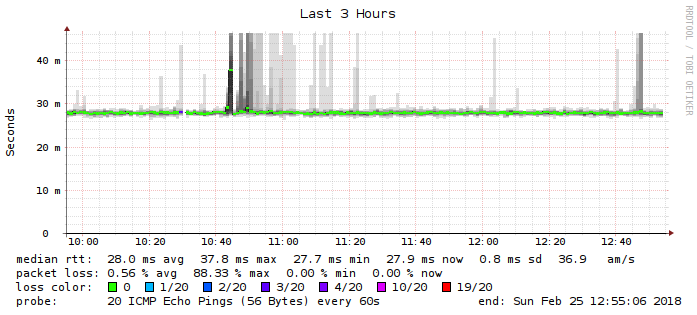 Last 3 Hours
RRDTOOL / TOBI OETIKER
Seconds
40 m
30 m
20 m
10 m
0
10:00 10:20 10:40 11:00 11:20 11:40 12:00 12:20 12:40
median rtt: 28.0 ms avg 37.8 ms max 27.7 ms min 27.9 ms now 0.8 ms sd 36.9 am/s
packet loss: 0.56 % avg 88.33 % max 0.00 % min 0.00 % now
loss color: 0 1/20 2/20 3/20 4/20 10/20 19/20
probe: 20 ICMP Echo Pings (56 Bytes) every 60s end: Sun Feb 25 12:55:06 2018